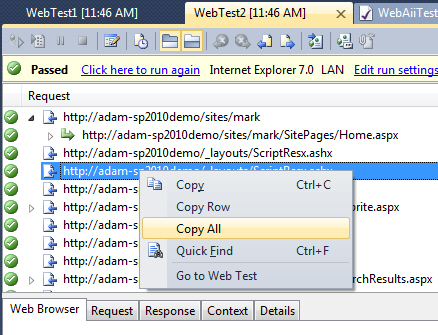 WebTest1 [11:46 AM] WebTest2 [11:46 AM] WebAiiTest
Passed Click here to run again Internet Explorer 7.0 LAN Edit run settings
Request
http://adam-sp2010demo/sites/mark
http://adam-sp2010demo/sites/mark/SitePages/Home.aspx
http://adam-sp2010demo/_layouts/ScriptResx.ashx
http://adam-sp2010demo/_layouts/ScriptResx.ashx
http://adam-s
Copy Ctrl+C
http://adam-s rite.aspx
Copy Row
http://adam-s
Copy All
http://adam-s
Quick Find Ctrl+F
http://adam-s rchResults.aspx
Go to Web Test
Web Browser Request Response Context Details